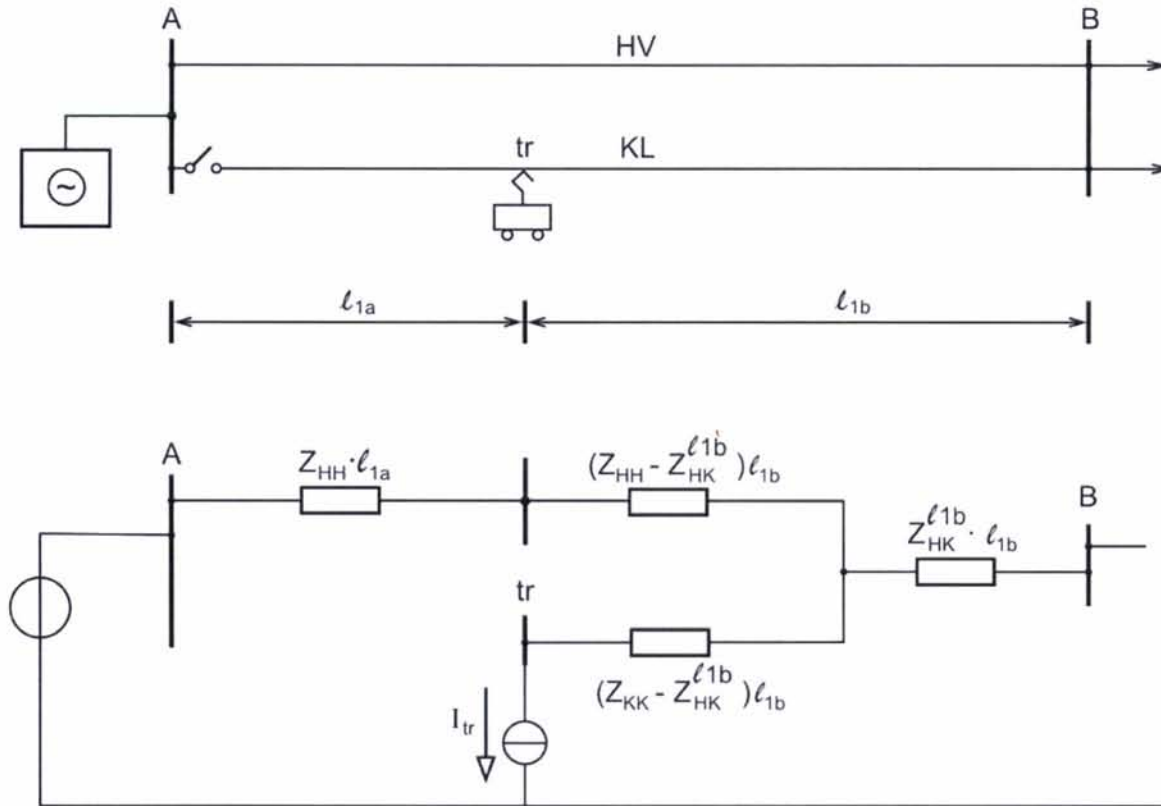 A
B
HV
tr
KL
~
ℓ1a
ℓ1b
A
Z_HH·ℓ1a
(Z_HH - Z_HK^ℓ1b)ℓ1b
B
Z_HK^ℓ1b · ℓ1b
tr
(Z_KK - Z_HK^ℓ1b)ℓ1b
I_tr